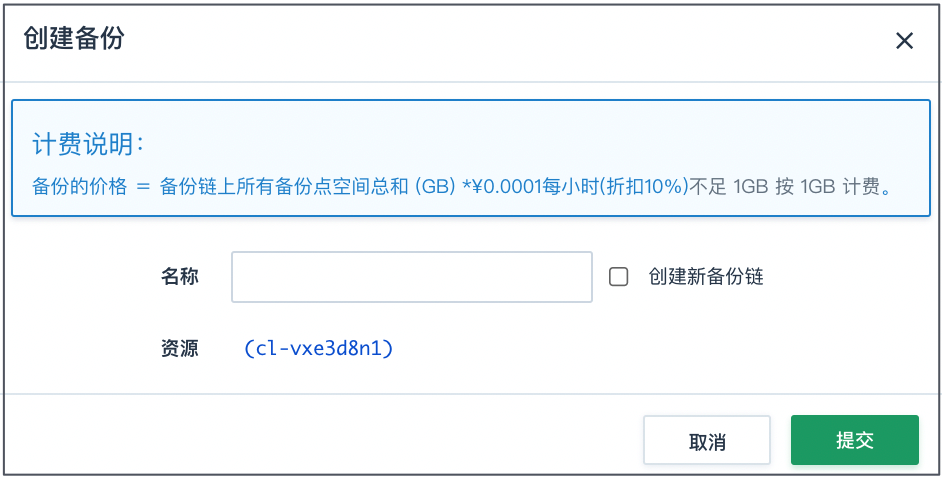 创建备份
计费说明：
备份的价格 = 备份链上所有备份点空间总和 (GB) *¥0.0001每小时(折扣10%)不足 1GB 按 1GB 计费。
名称
创建新备份链
资源 (cl-vxe3d8n1)
取消 提交